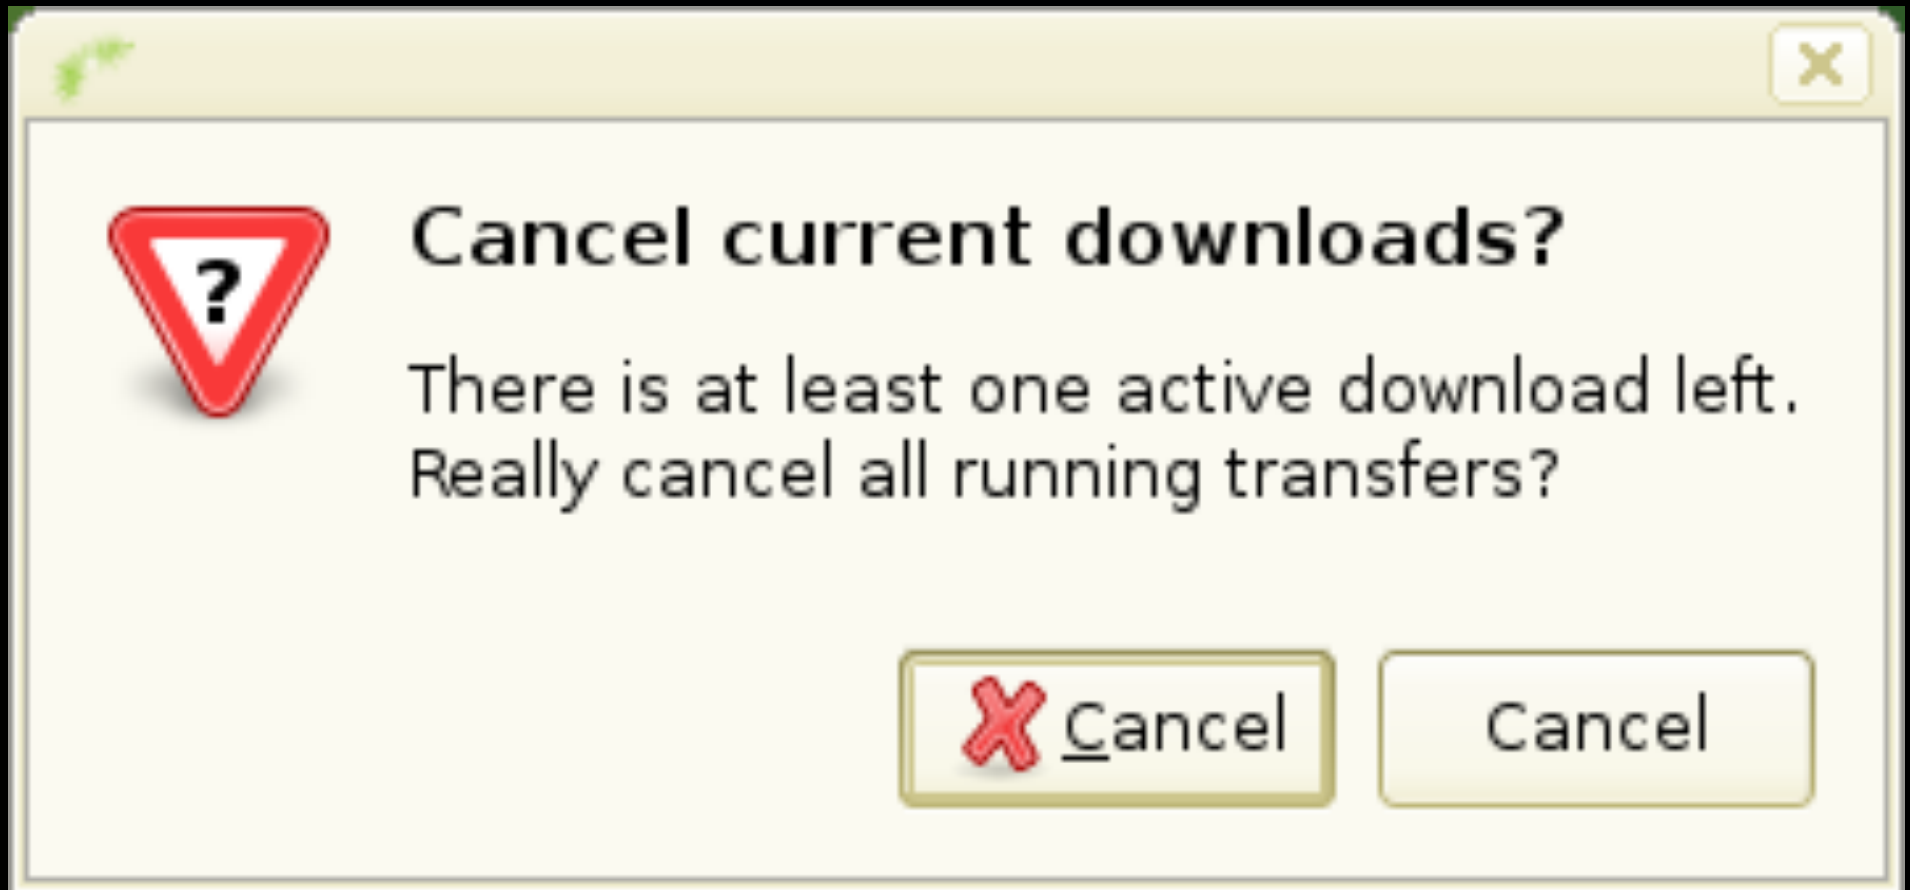 ?
Cancel current downloads?
There is at least one active download left.
Really cancel all running transfers?
Cancel
Cancel